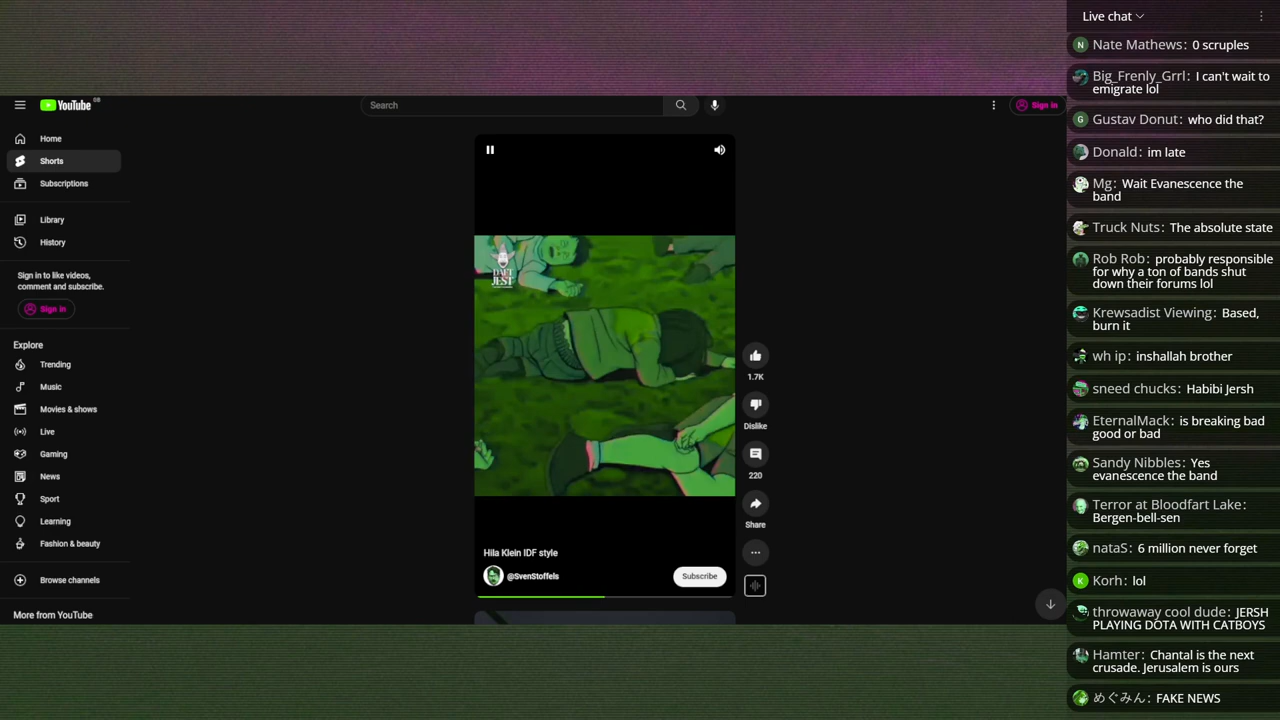 YouTube
GB
Search
Sign in
Home
Shorts
Subscriptions
Library
History
Sign in to like videos,
comment and subscribe.
Sign in
Explore
Trending
Music
Movies & shows
Live
Gaming
News
Sport
Learning
Fashion & beauty
Browse channels
More from YouTube
DAFT
JEST
1.7K
Dislike
220
Share
Hila Klein IDF style
@SvenStoffels
Subscribe
Live chat
N Nate Mathews: 0 scruples
Big_Frenly_Grrl: I can't wait to
emigrate lol
G Gustav Donut: who did that?
Donald: im late
Mg: Wait Evanescence the
band
Truck Nuts: The absolute state
Rob Rob: probably responsible
for why a ton of bands shut
down their forums lol
Krewsadist Viewing: Based,
burn it
wh ip: inshallah brother
sneed chucks: Habibi Jersh
EternalMack: is breaking bad
good or bad
Sandy Nibbles: Yes
evanescence the band
Terror at Bloodfart Lake:
Bergen-bell-sen
nataS: 6 million never forget
K Korh: lol
throwaway cool dude: JERSH
PLAYING DOTA WITH CATBOYS
Hamter: Chantal is the next
crusade. Jerusalem is ours
めぐみん: FAKE NEWS